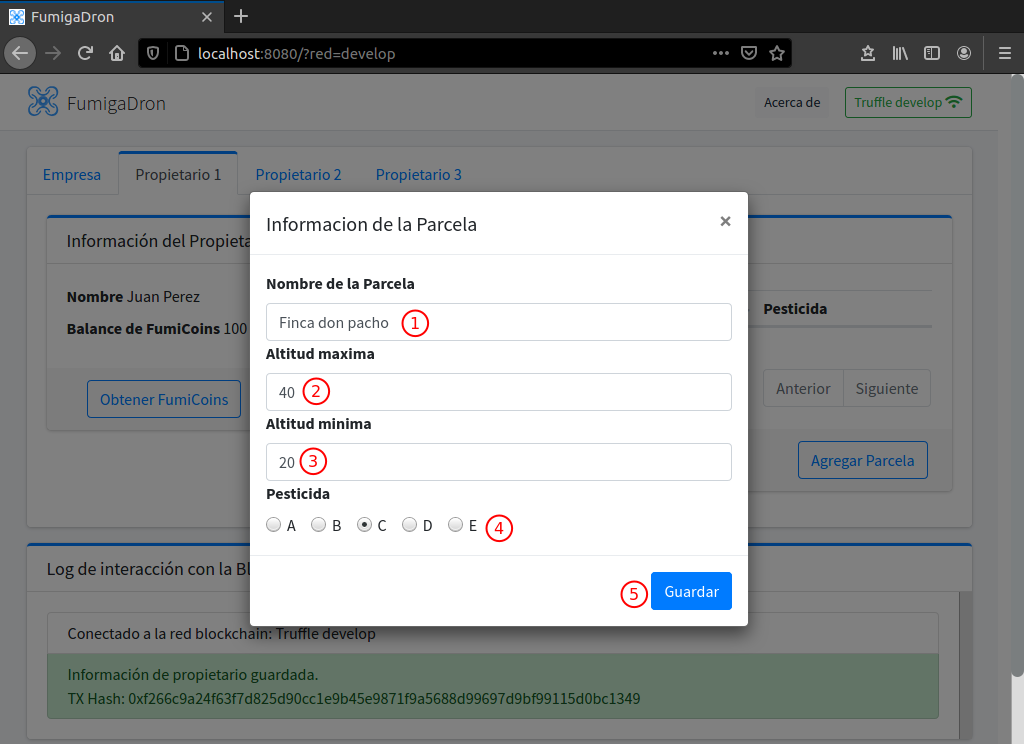 FumigaDron
localhost:8080/?red=develop
FumigaDron
Acerca de
Truffle develop
Empresa
Propietario 1
Propietario 2
Propietario 3
Información del Propieta
Nombre Juan Perez
Balance de FumiCoins 100
Obtener FumiCoins
Pesticida
Anterior
Siguiente
Agregar Parcela
Informacion de la Parcela
×
Nombre de la Parcela
Finca don pacho 1
Altitud maxima
40 2
Altitud minima
20 3
Pesticida
A B C D E 4
5 Guardar
Log de interacción con la Bl
Conectado a la red blockchain: Truffle develop
Información de propietario guardada.
TX Hash: 0xf266c9a24f63f7d825d90cc1e9b45e9871f9a5688d99697d9bf99115d0bc1349